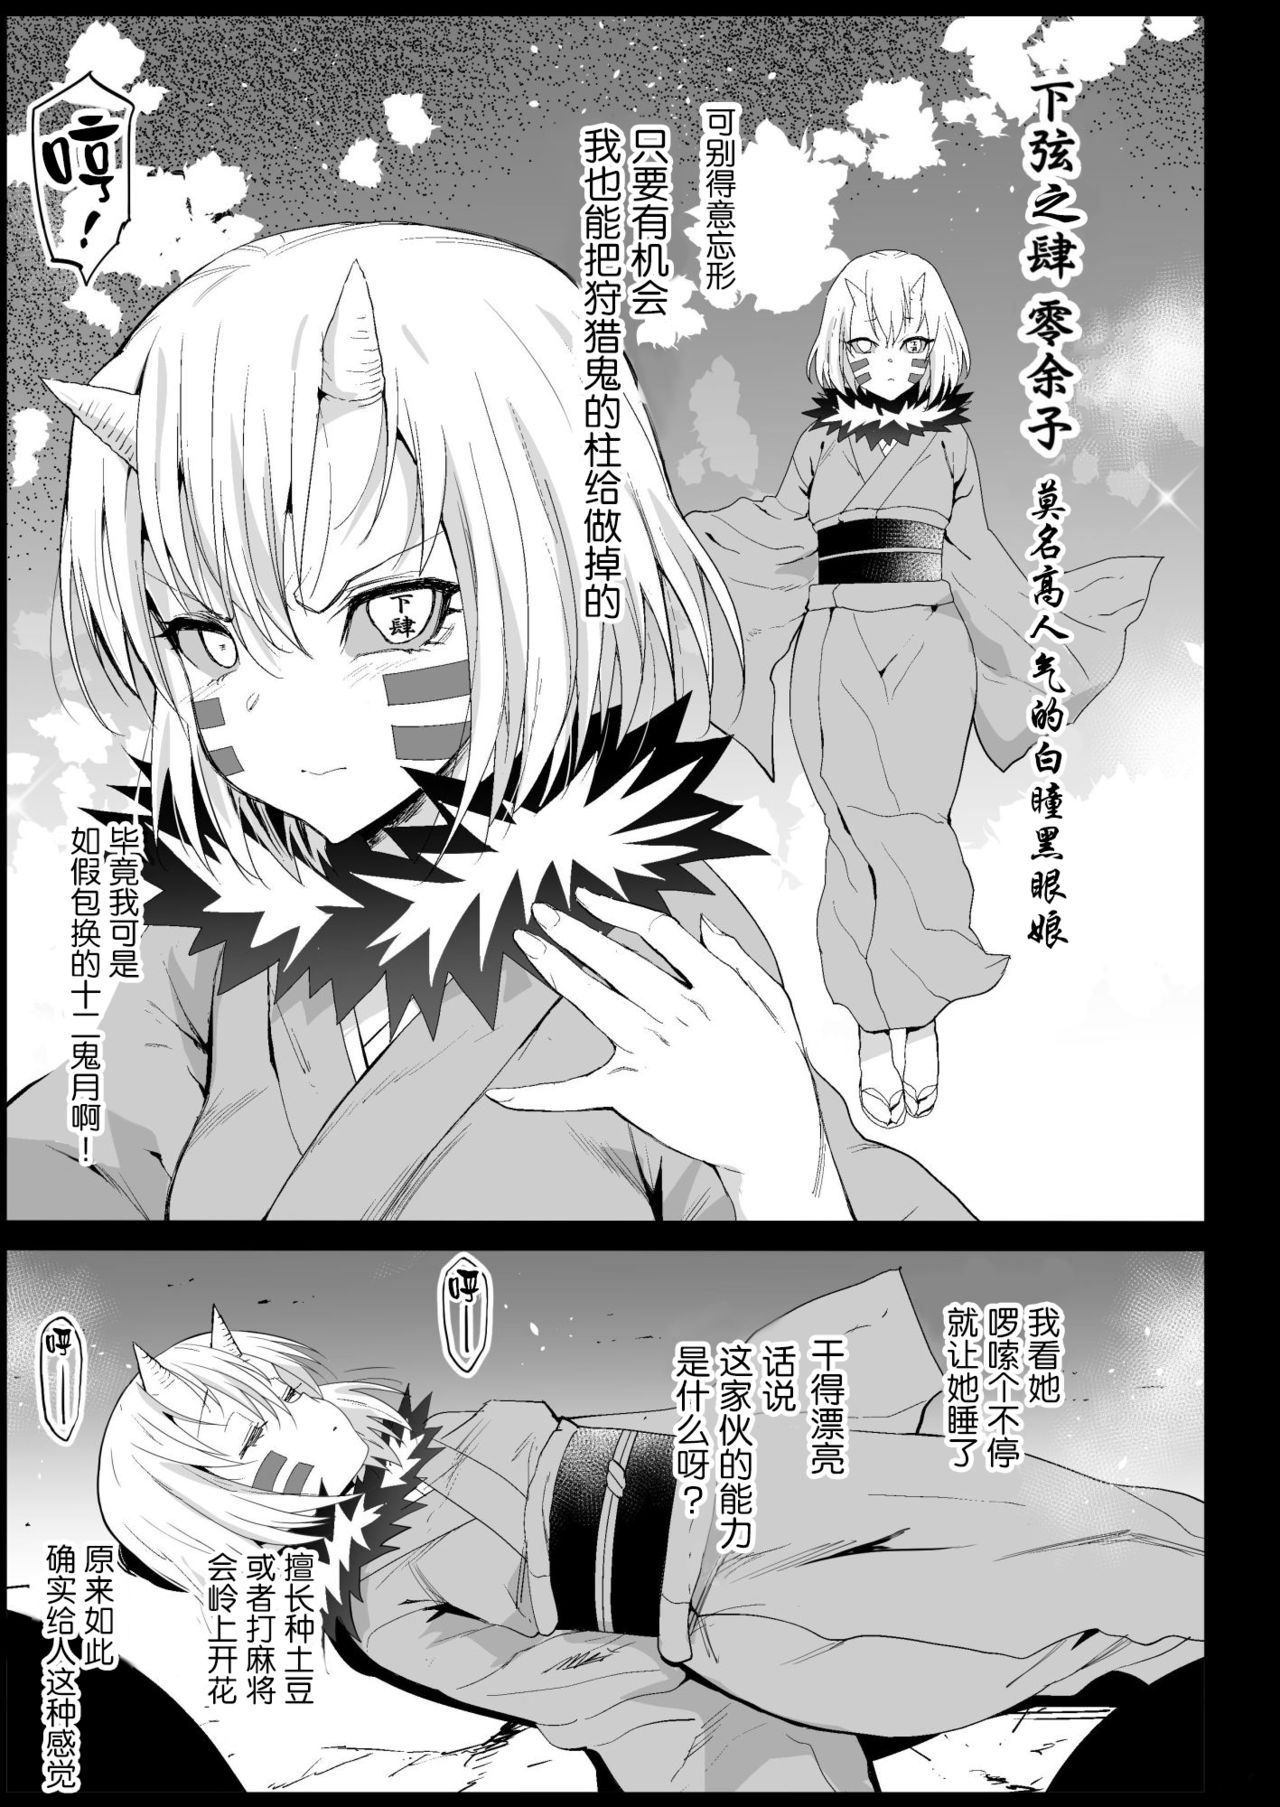 下弦之肆 零余子 莫名高人气的白瞳黑眼娘
可别得意忘形
只要有机会
我也能把狩猎鬼的柱给做掉的
下肆
哼！
毕竟我可是
如假包换的十二鬼月啊！
我看她
啰嗦个不停
就让她睡了
干得漂亮
话说
这家伙的能力
是什么呀？
呼—
呼—
擅长种土豆
或者打麻将
会岭上开花
原来如此
确实给人这种感觉